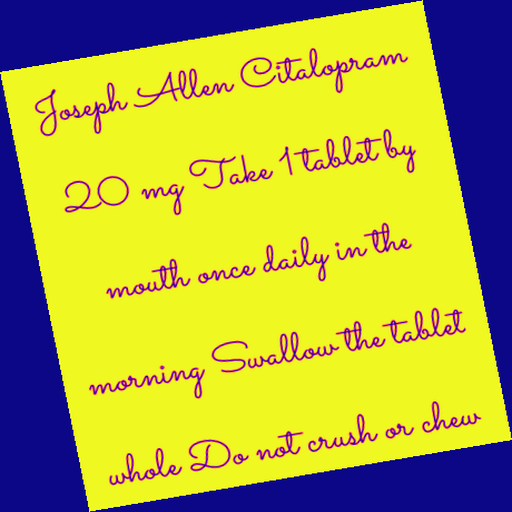 Joseph Allen Citalopram
20 mg Take 1 tablet by
mouth once daily in the
morning Swallow the tablet
whole Do not crush or chew